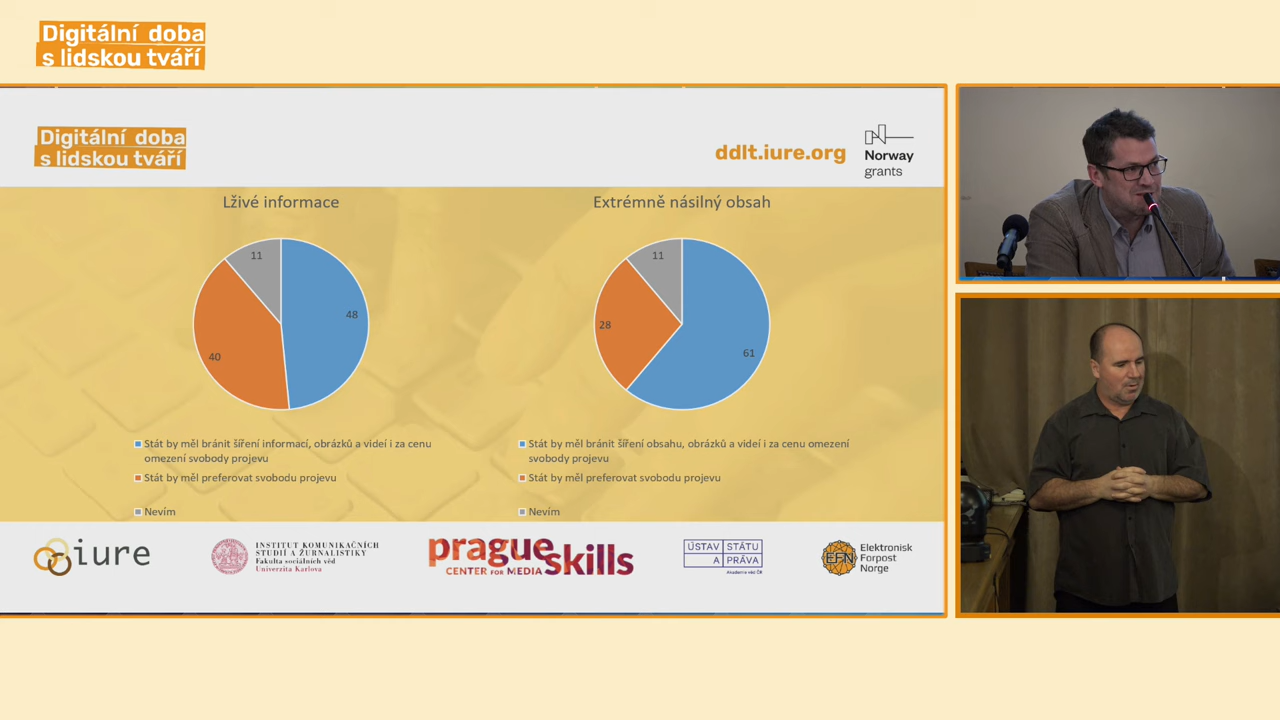 Digitální doba
s lidskou tváří
Digitální doba
s lidskou tváří
ddlt.iure.org
Norway
grants
Lživé informace
11
48
40
Extrémně násilný obsah
11
28
61
Stát by měl bránit šíření informací, obrázků a videí i za cenu
omezení svobody projevu
Stát by měl preferovat svobodu projevu
Nevím
Stát by měl bránit šíření obsahu, obrázků a videí i za cenu omezení
svobody projevu
Stát by měl preferovat svobodu projevu
Nevím
iure
INSTITUT KOMUNIKAČNÍCH
STUDIÍ A ŽURNALISTIKY
Fakulta sociálních věd
Univerzita Karlova
prague
skills
CENTER FOR MEDIA
ÚSTAV STÁTU
A PRÁVA
Akademie věd ČR
EFN
Elektronisk
Forpost
Norge